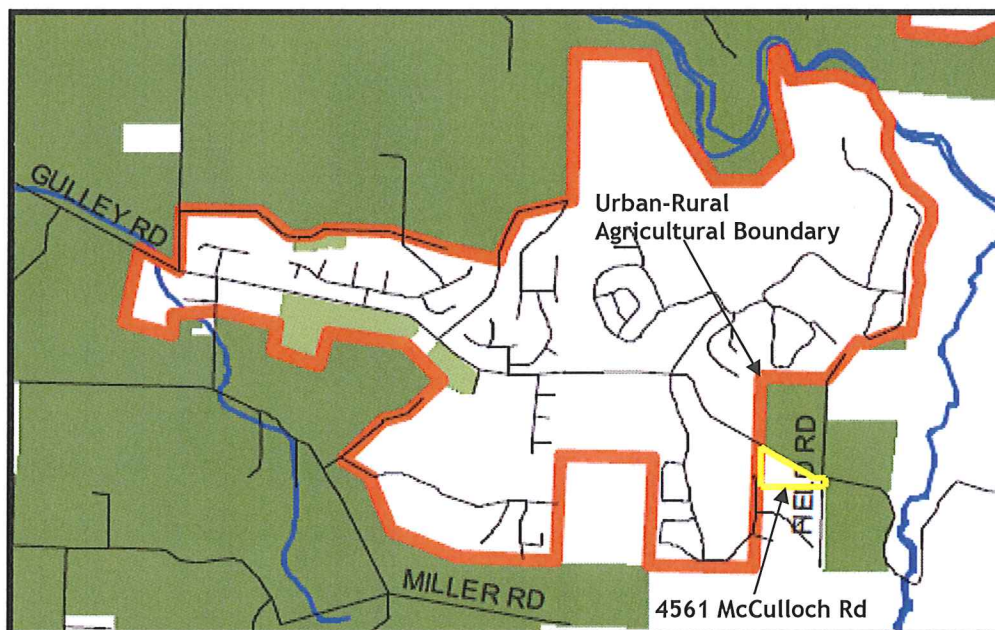 GULLEY RD
Urban-Rural
Agricultural Boundary
RD
MILLER RD
4561 McCulloch Rd